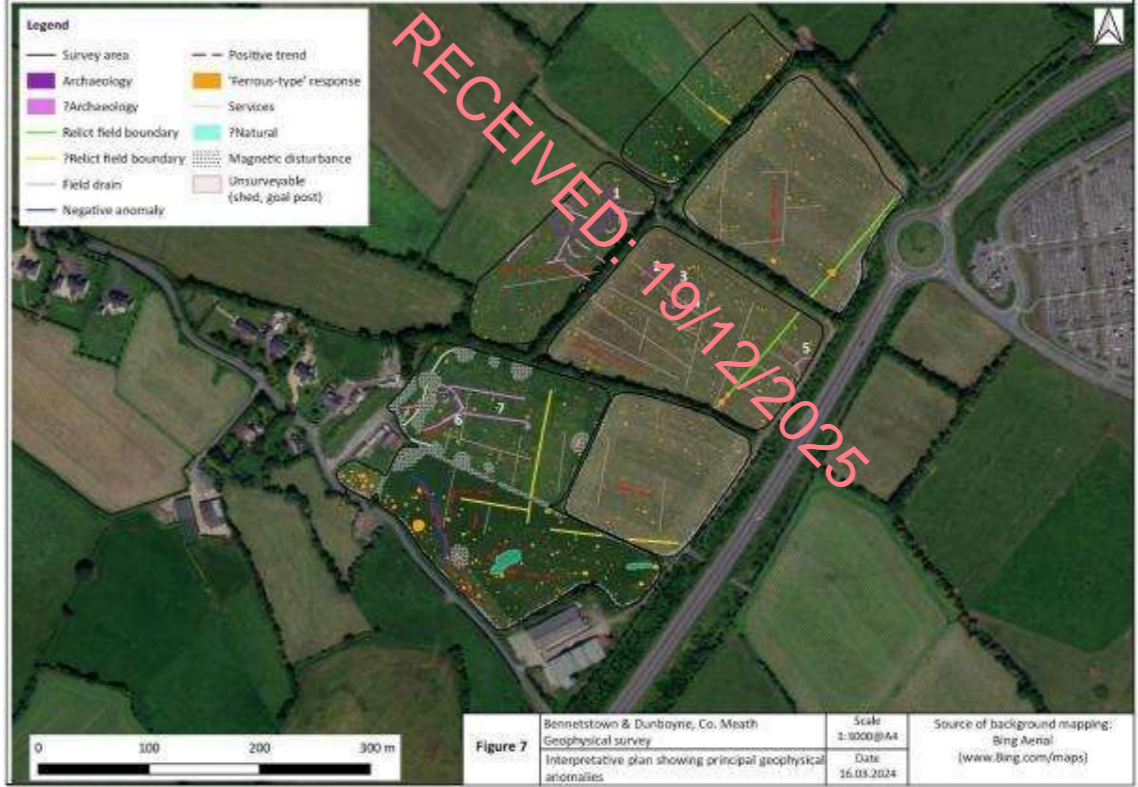 Legend
Survey area
Archaeology
?Archaeology
Relict field boundary
?Relict field boundary
Field drain
Negative anomaly
Positive trend
'Ferrous-type' response
Services
?Natural
Magnetic disturbance
Unsurveyable
(shed, goal post)
RECEIVED: 19/12/2025
1
2
3
5
7
6
0 100 200 300 m
Figure 7
Bennetstown & Dunboyne, Co. Meath
Geophysical survey
Interpretative plan showing principal geophysical
anomalies
Scale
1:3000@A4
Date
16.03.2024
Source of background mapping:
Bing Aerial
(www.Bing.com/maps)